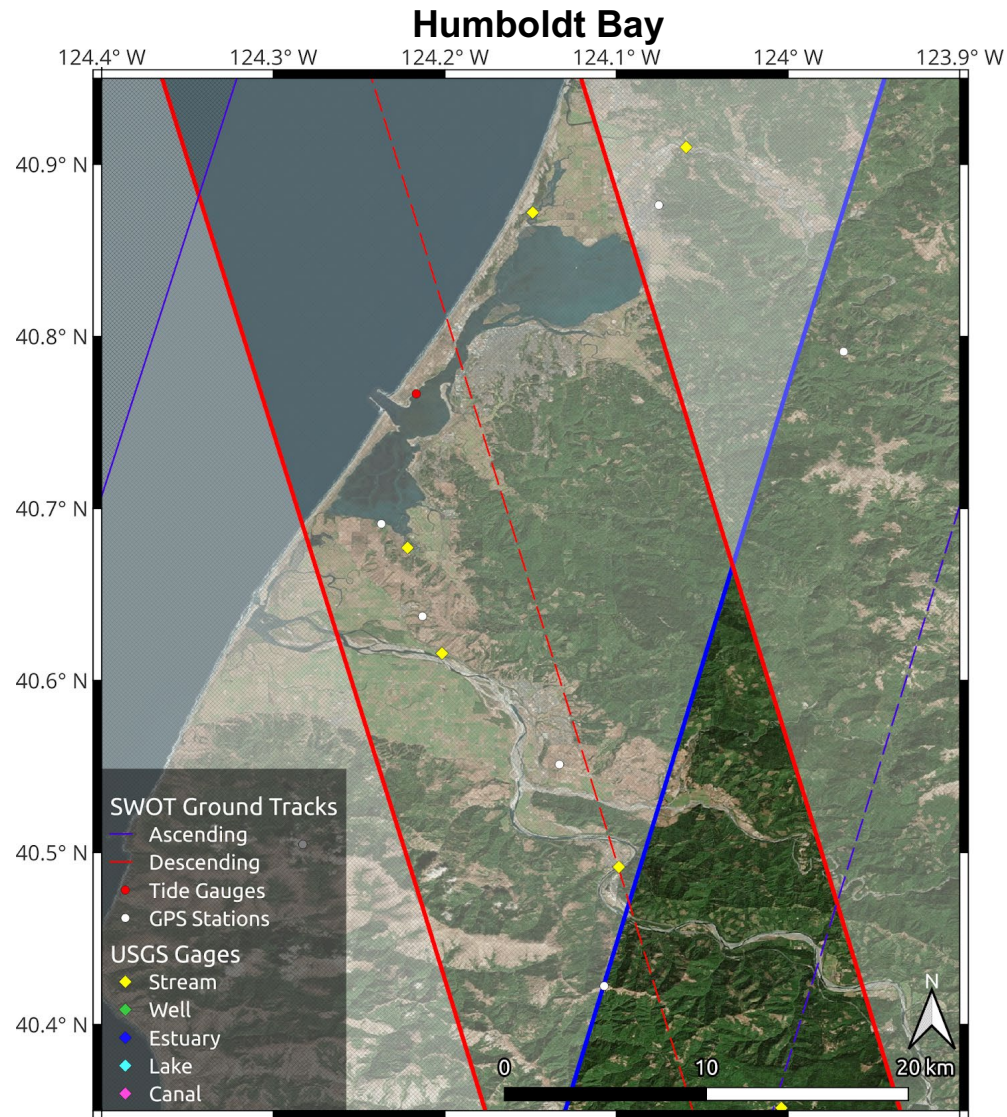 Humboldt Bay
124.4° W 124.3° W 124.2° W 124.1° W 124° W 123.9° W
40.9° N
40.8° N
40.7° N
40.6° N
40.5° N
40.4° N
SWOT Ground Tracks
Ascending
Descending
Tide Gauges
GPS Stations
USGS Gages
Stream
Well
Estuary
Lake
Canal
N
0 10 20 km